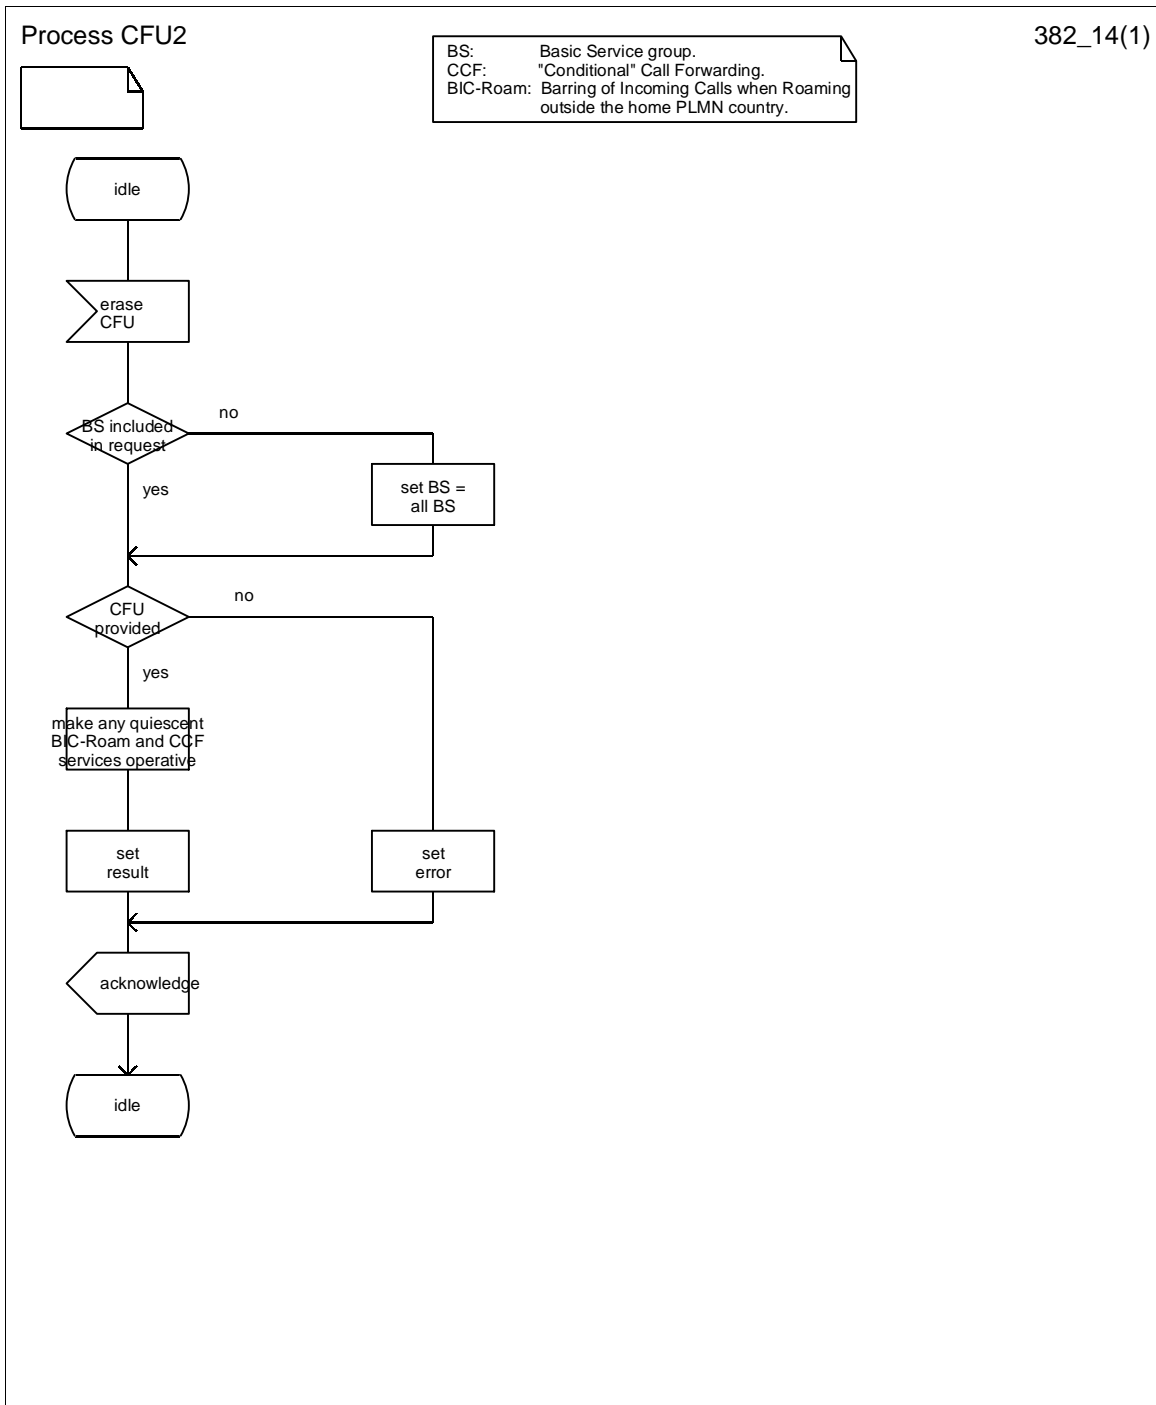 Process CFU2
382_14(1)
BS: Basic Service group.
CCF: "Conditional" Call Forwarding.
BIC-Roam: Barring of Incoming Calls when Roaming
outside the home PLMN country.
idle
erase
CFU
BS included
in request
no
yes
set BS =
all BS
CFU
provided
no
yes
make any quiescent
BIC-Roam and CCF
services operative
set
result
set
error
acknowledge
idle